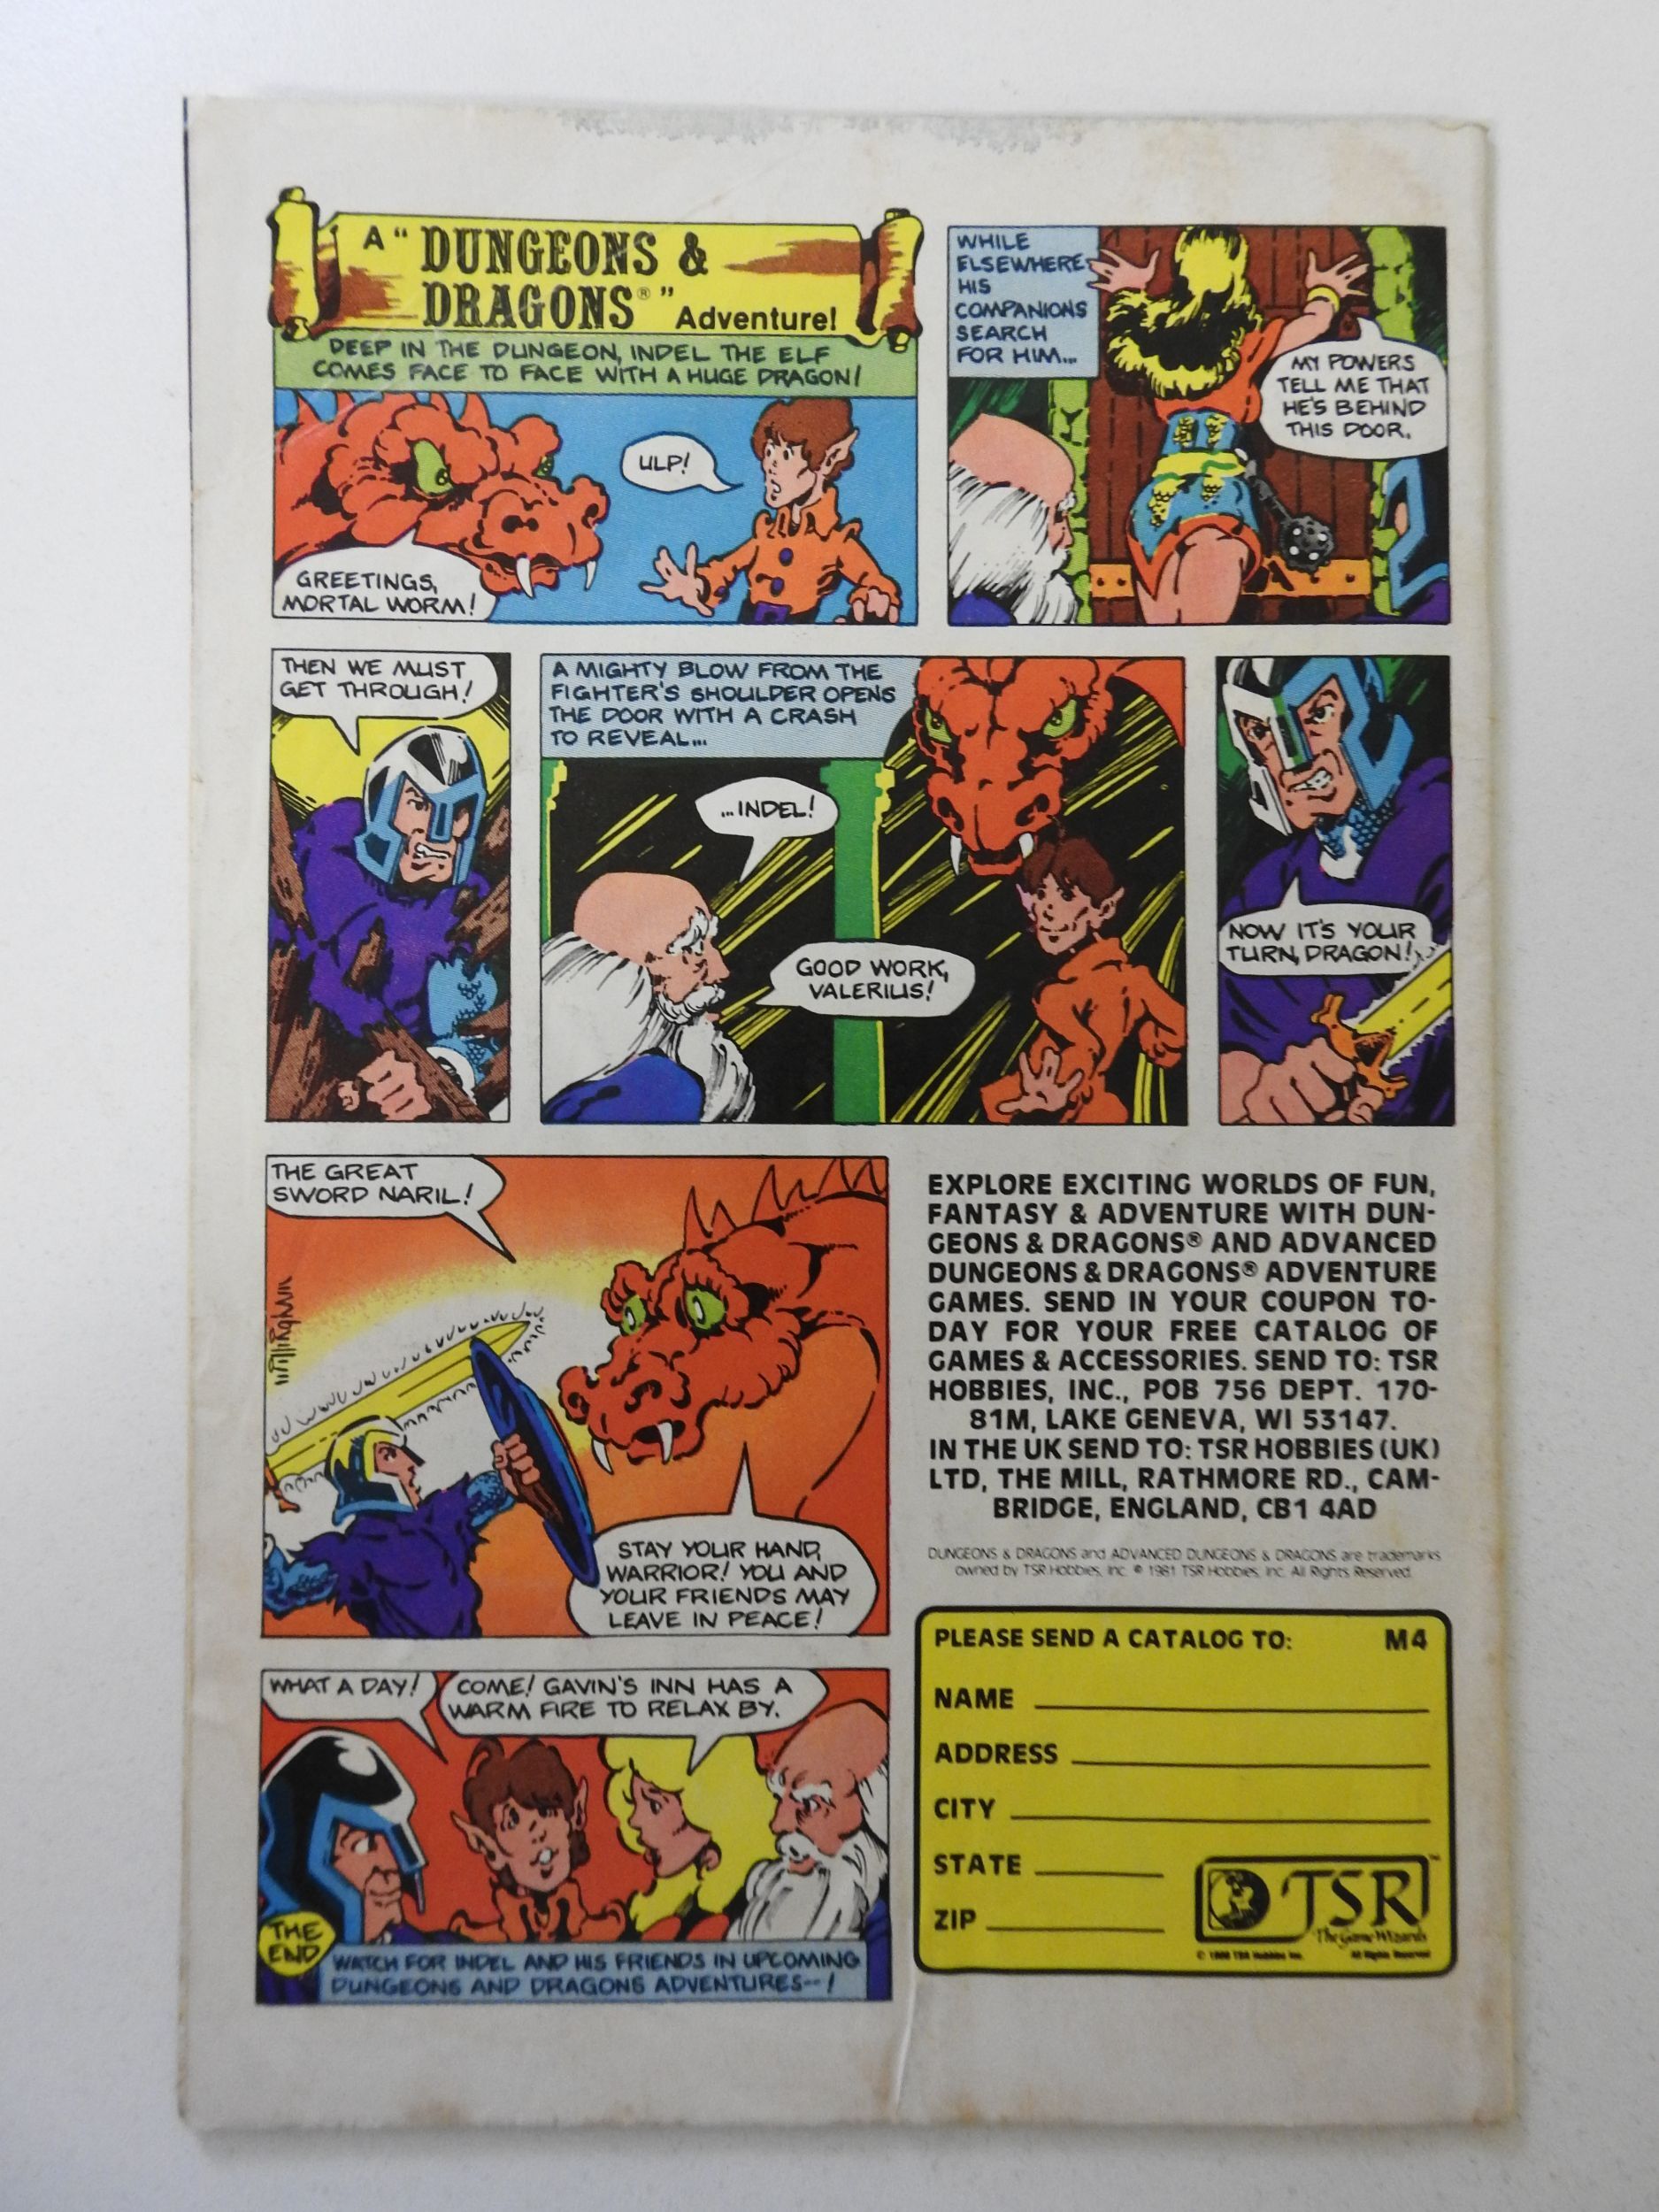 A "DUNGEONS &
DRAGONS®" Adventure!
DEEP IN THE DUNGEON, INDEL THE ELF
COMES FACE TO FACE WITH A HUGE DRAGON!
ULP!
GREETINGS,
MORTAL WORM!
WHILE
ELSEWHERE
HIS
COMPANIONS
SEARCH
FOR HIM...
MY POWERS
TELL ME THAT
HE'S BEHIND
THIS DOOR.
THEN WE MUST
GET THROUGH!
A MIGHTY BLOW FROM THE
FIGHTER'S SHOULDER OPENS
THE DOOR WITH A CRASH
TO REVEAL...
...INDEL!
GOOD WORK,
VALERIUS!
NOW IT'S YOUR
TURN, DRAGON!
THE GREAT
SWORD NARIL!
Willingham
STAY YOUR HAND,
WARRIOR! YOU AND
YOUR FRIENDS MAY
LEAVE IN PEACE!
WHAT A DAY!
COME! GAVIN'S INN HAS A
WARM FIRE TO RELAX BY.
THE
END
WATCH FOR INDEL AND HIS FRIENDS IN UPCOMING
DUNGEONS AND DRAGONS ADVENTURES--!
EXPLORE EXCITING WORLDS OF FUN,
FANTASY & ADVENTURE WITH DUN-
GEONS & DRAGONS® AND ADVANCED
DUNGEONS & DRAGONS® ADVENTURE
GAMES. SEND IN YOUR COUPON TO-
DAY FOR YOUR FREE CATALOG OF
GAMES & ACCESSORIES. SEND TO: TSR
HOBBIES, INC., POB 756 DEPT. 170-
81M, LAKE GENEVA, WI 53147.
IN THE UK SEND TO: TSR HOBBIES (UK)
LTD, THE MILL, RATHMORE RD., CAM-
BRIDGE, ENGLAND, CB1 4AD
DUNGEONS & DRAGONS and ADVANCED DUNGEONS & DRAGONS are trademarks
owned by TSR Hobbies, Inc. © 1981 TSR Hobbies, Inc. All Rights Reserved.
PLEASE SEND A CATALOG TO: M4
NAME
ADDRESS
CITY
STATE
ZIP
TSR™
The Game Wizards
TSR Hobbies Inc. All Rights Reserved